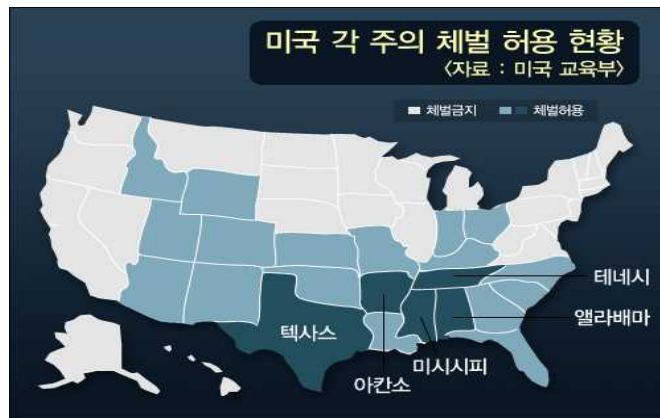 미국 각 주의 체벌 허용 현황
<자료 : 미국 교육부>
체벌금지 체벌허용
테네시
앨라배마
텍사스
미시시피
아칸소